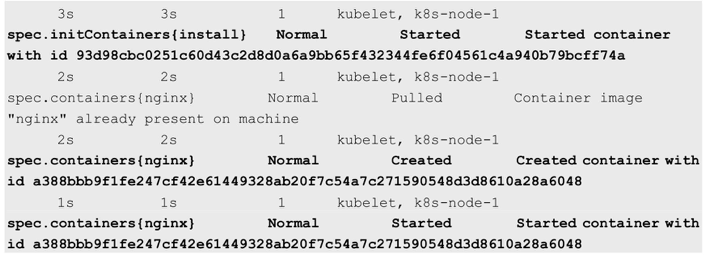 3s 3s 1 kubelet, k8s-node-1
spec.initContainers{install} Normal Started Started container
with id 93d98cbc0251c60d43c2d8d0a6a9bb65f432344fe6f04561c4a940b79bcff74a
2s 2s 1 kubelet, k8s-node-1
spec.containers{nginx} Normal Pulled Container image
"nginx" already present on machine
2s 2s 1 kubelet, k8s-node-1
spec.containers{nginx} Normal Created Created container with
id a388bbb9f1fe247cf42e61449328ab20f7c54a7c271590548d3d8610a28a6048
1s 1s 1 kubelet, k8s-node-1
spec.containers{nginx} Normal Started Started container with
id a388bbb9f1fe247cf42e61449328ab20f7c54a7c271590548d3d8610a28a6048